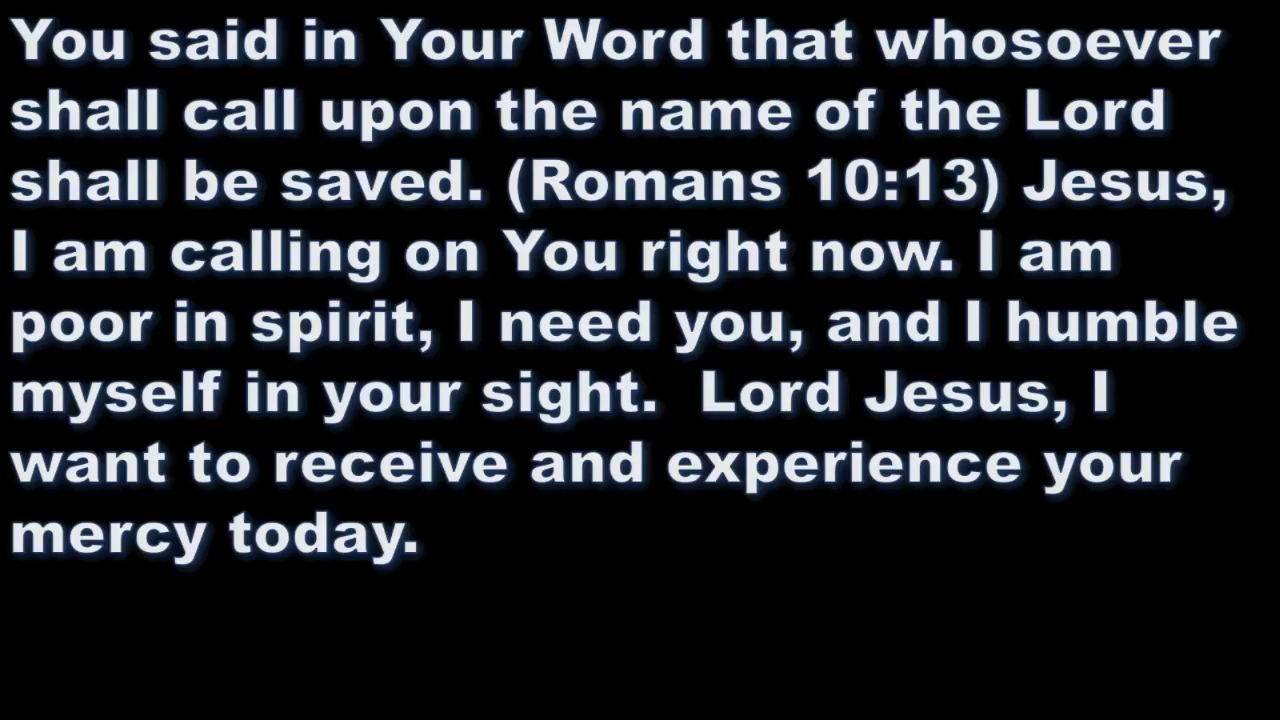 You said in Your Word that whosoever
shall call upon the name of the Lord
shall be saved. (Romans 10:13) Jesus,
I am calling on You right now. I am
poor in spirit, I need you, and I humble
myself in your sight.  Lord Jesus, I
want to receive and experience your
mercy today.